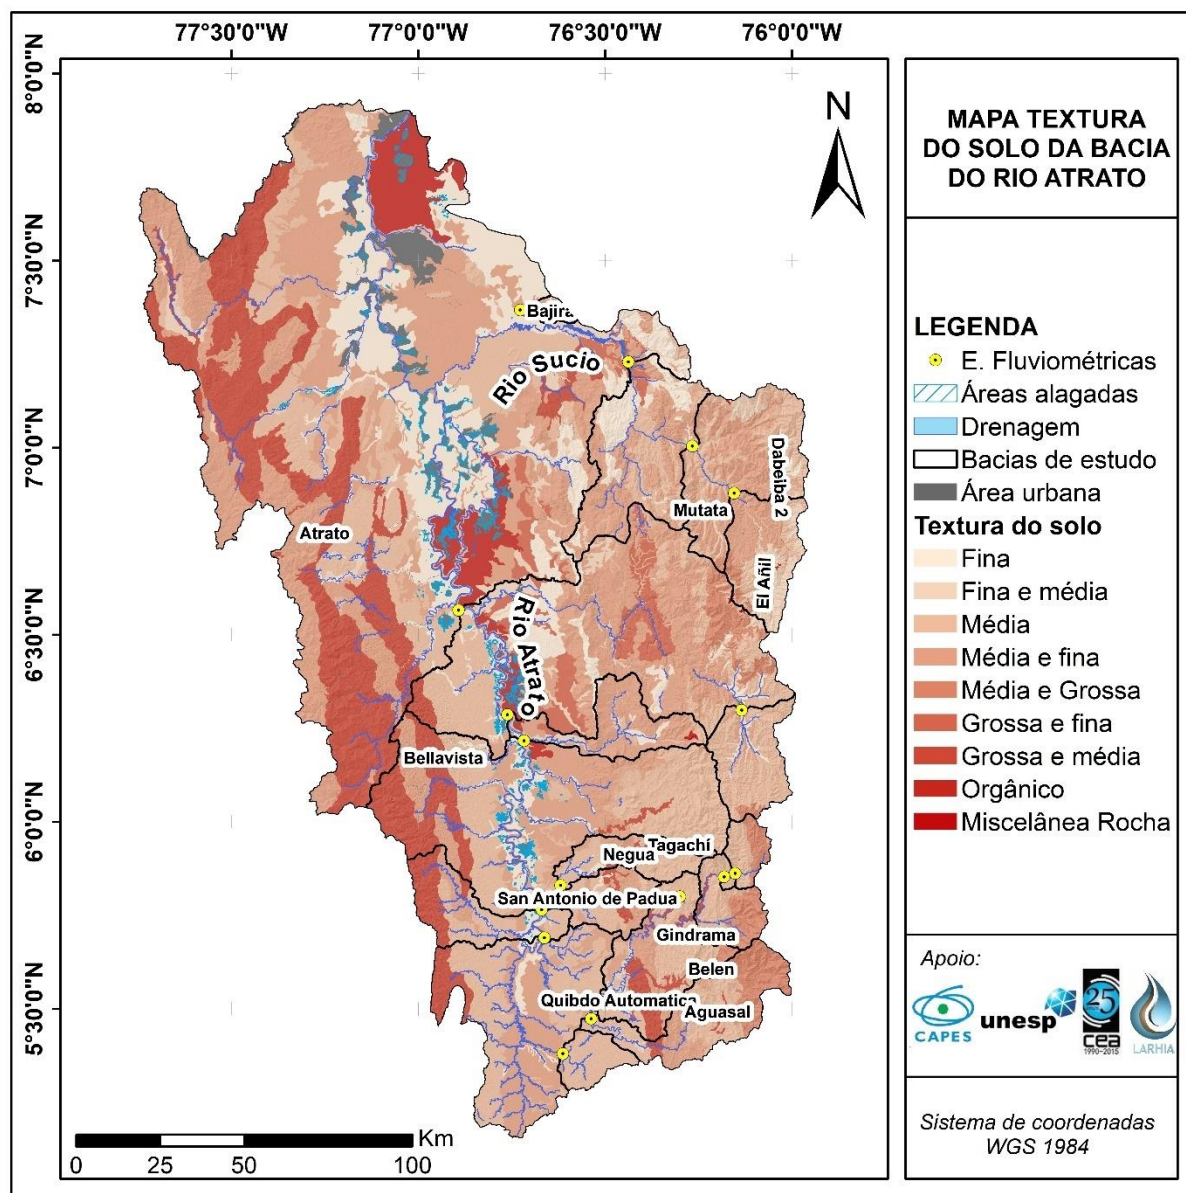 77°30'0"W
77°0'0"W
76°30'0"W
76°0'0"W
8°0'0"N
7°30'0"N
7°0'0"N
6°30'0"N
6°0'0"N
5°30'0"N
N
Bajira
Rio Sucio
Dabeiba 2
Mutata
Atrato
El Añil
Rio Atrato
Bellavista
Tagachí
Negua
San Antonio de Padua
Gindrama
Belen
Quibdo Automatica
Aguasal
Km
0 25 50 100
MAPA TEXTURA
DO SOLO DA BACIA
DO RIO ATRATO
LEGENDA
E. Fluviométricas
Áreas alagadas
Drenagem
Bacias de estudo
Área urbana
Textura do solo
Fina
Fina e média
Média
Média e fina
Média e Grossa
Grossa e fina
Grossa e média
Orgânico
Miscelânea Rocha
Apoio:
CAPES
unesp
25
cea
1990-2015
LARHIA
Sistema de coordenadas
WGS 1984